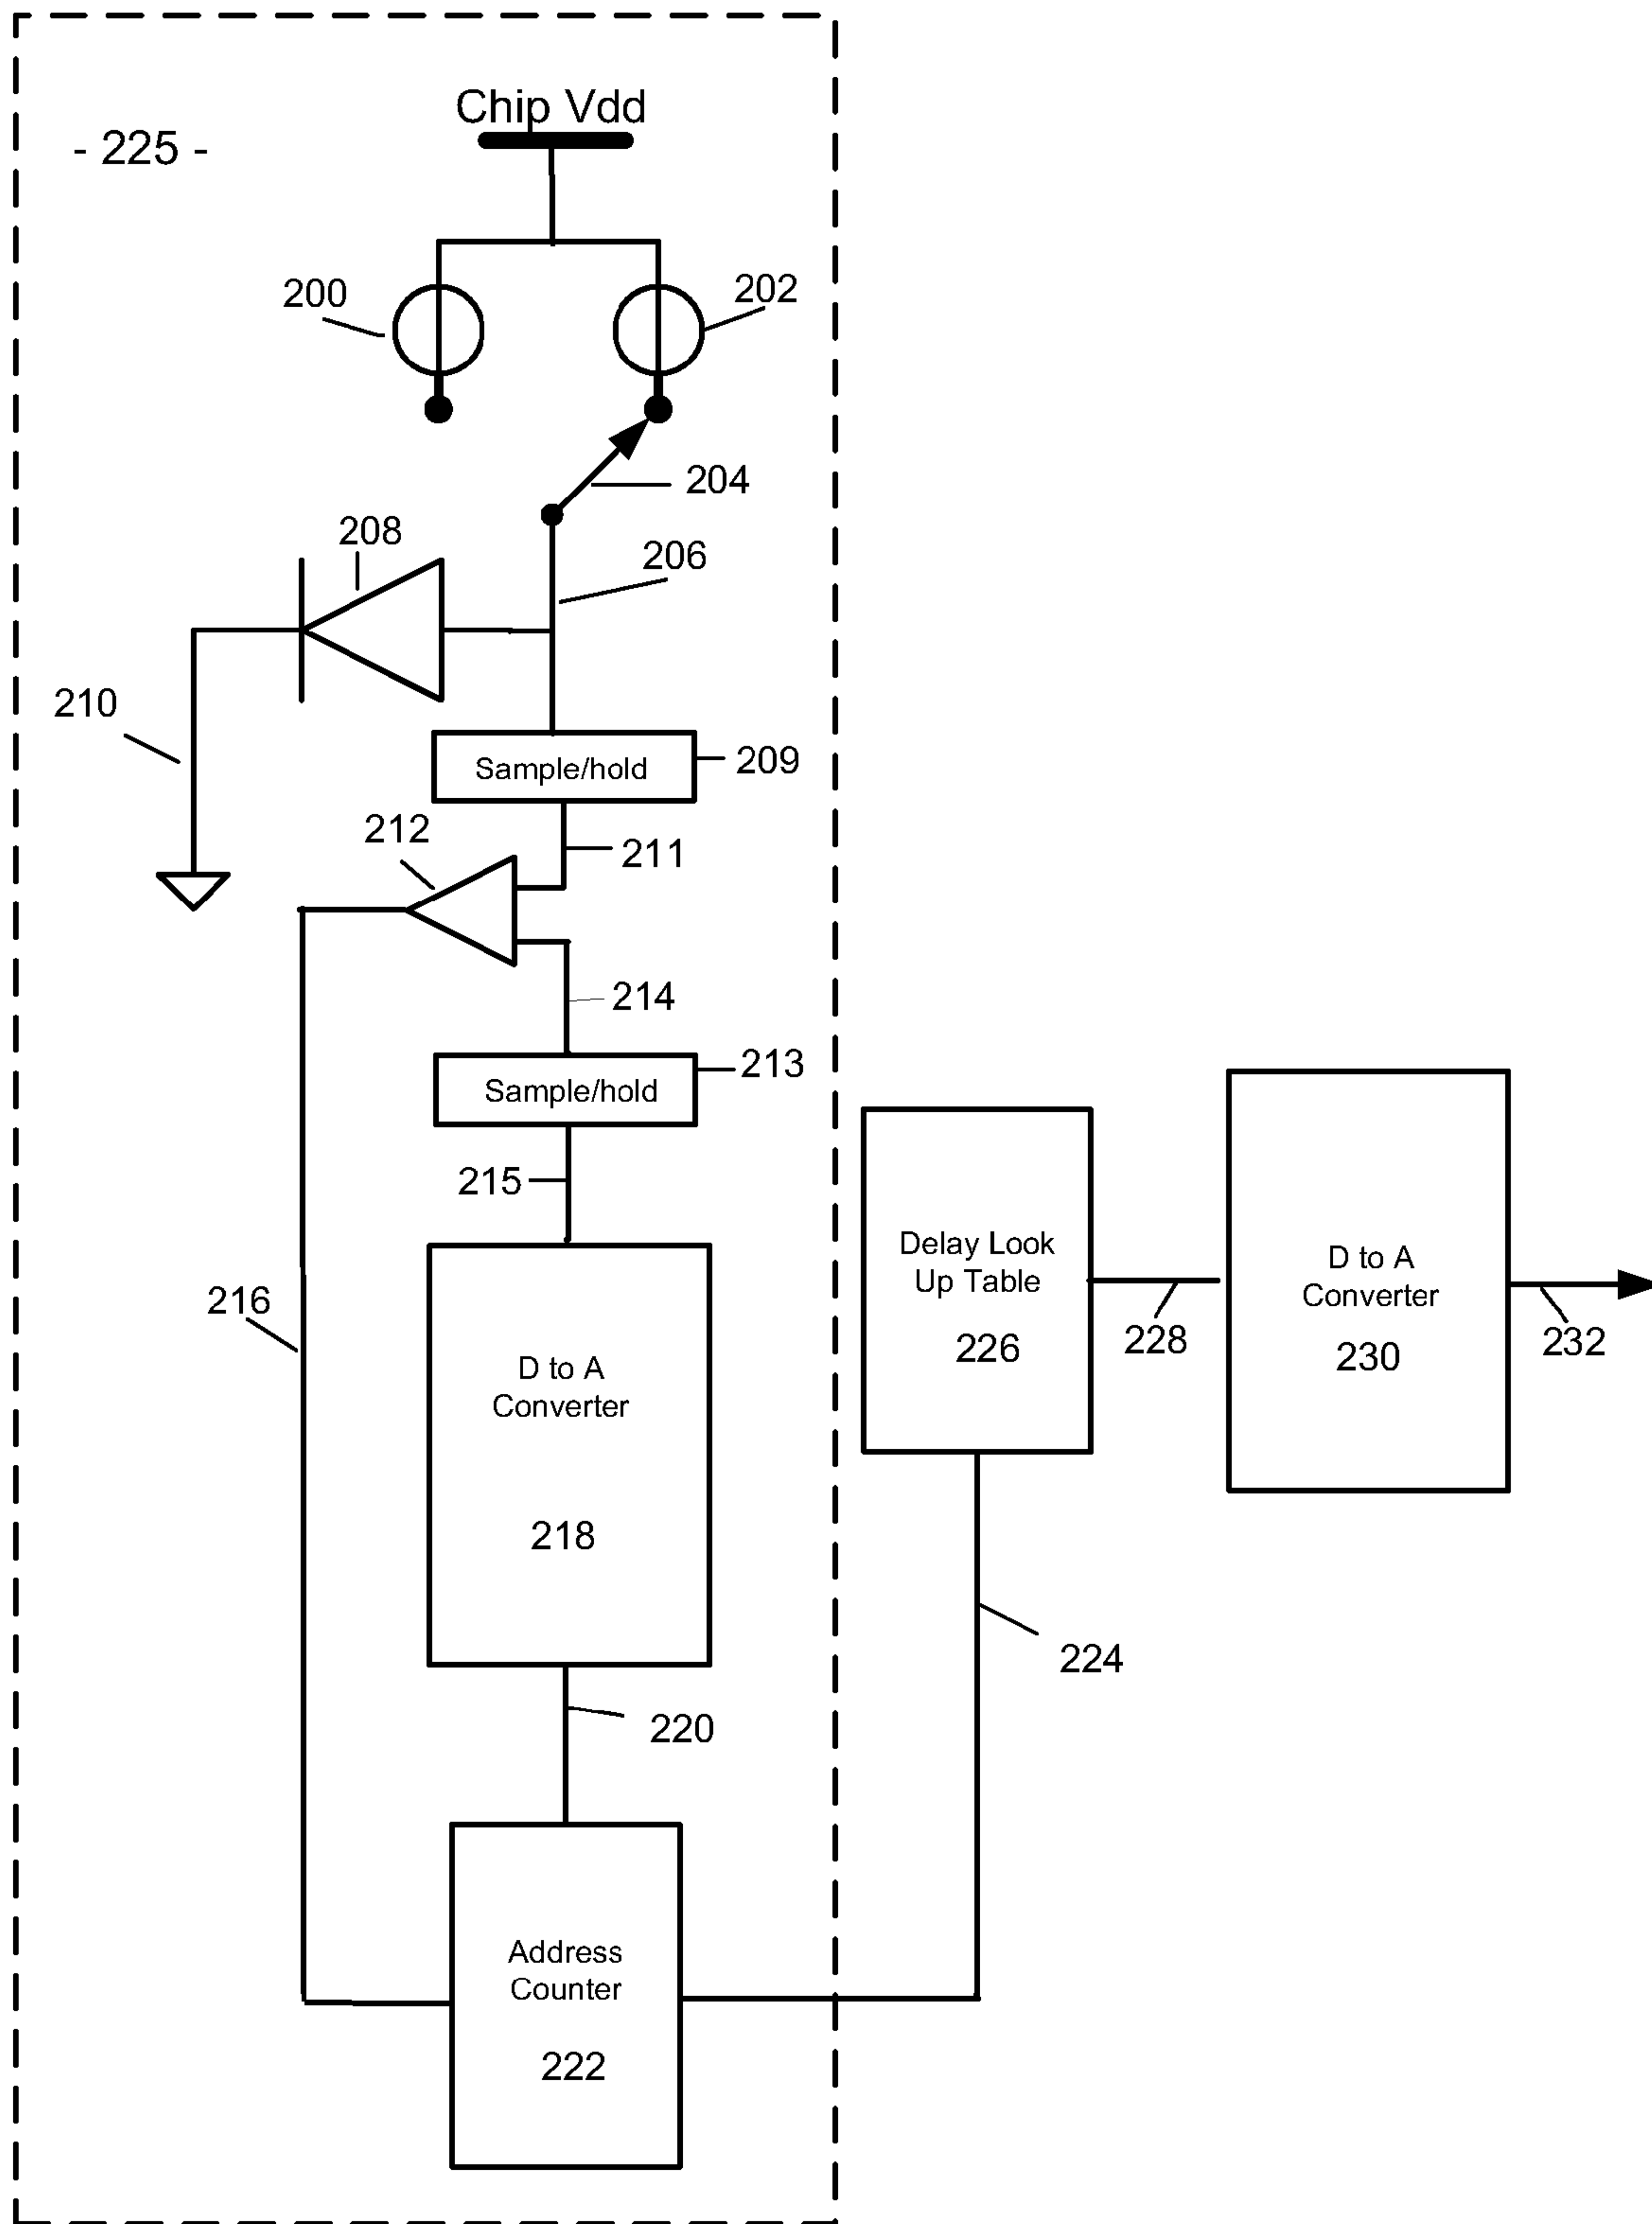 Chip Vdd
- 225 -
200
202
204
208
206
210
Sample/hold
209
212
211
214
Sample/hold
213
215
216
D to A
Converter
218
Delay Look
Up Table
226
228
D to A
Converter
230
232
224
220
Address
Counter
222